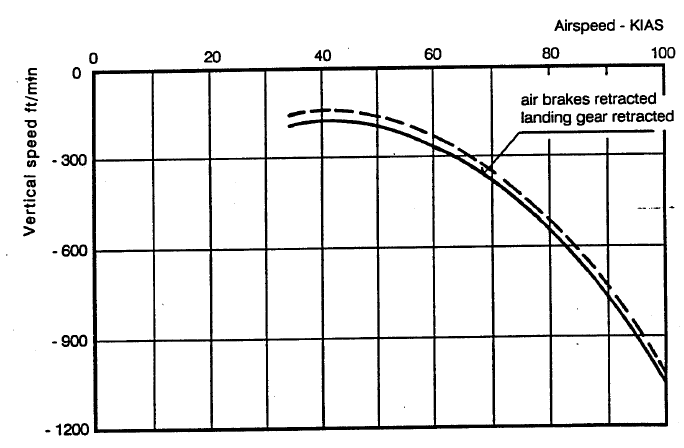 Airspeed - KIAS
0 20 40 60 80 100
0
air brakes retracted
landing gear retracted
- 300
- 600
- 900
- 1200
Vertical speed ft/min